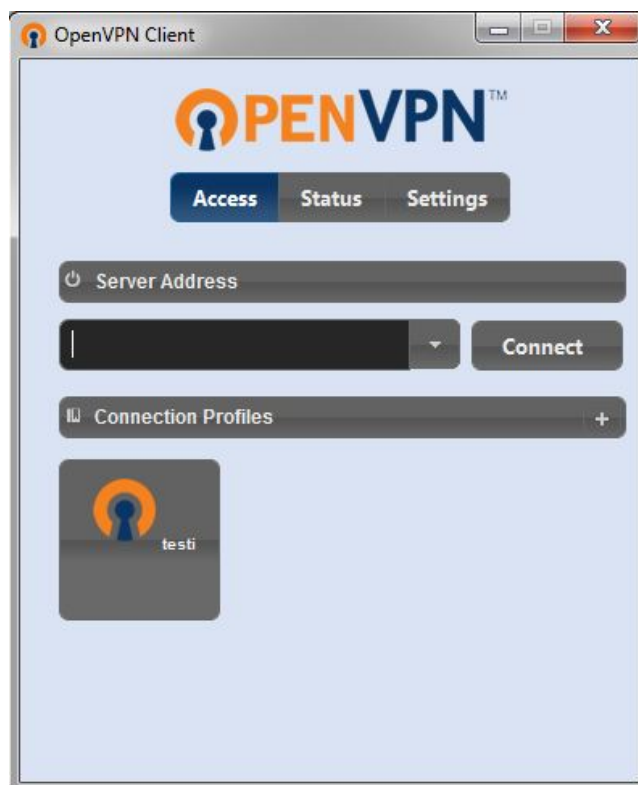 OpenVPN Client
OPENVPN™
Access Status Settings
Server Address
Connect
Connection Profiles +
testi